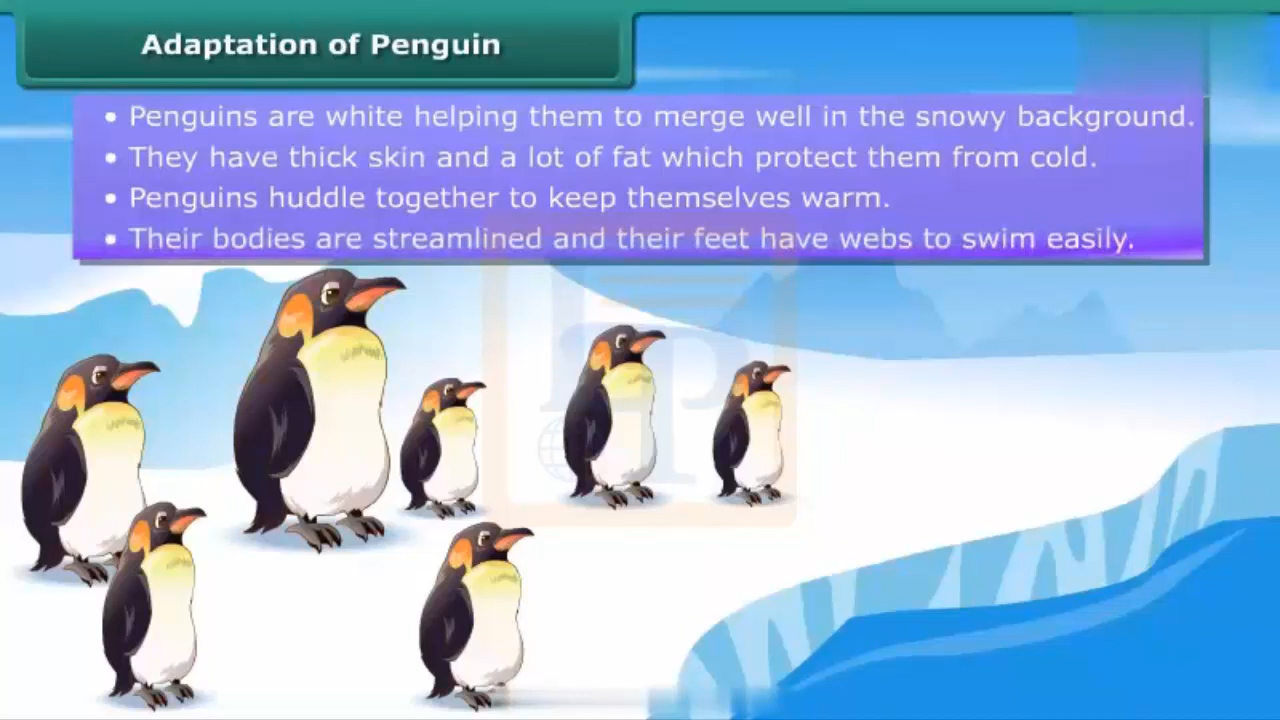 Adaptation of Penguin
• Penguins are white helping them to merge well in the snowy background.
• They have thick skin and a lot of fat which protect them from cold.
• Penguins huddle together to keep themselves warm.
• Their bodies are streamlined and their feet have webs to swim easily.